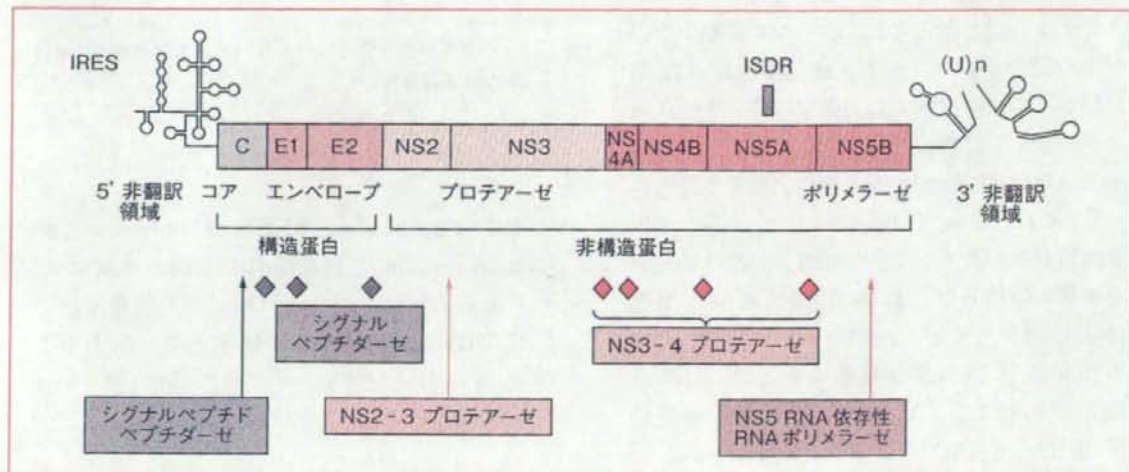 IRES
ISDR
(U)n
C
E1
E2
NS2
NS3
NS
4A
NS4B
NS5A
NS5B
5' 非翻訳
領域
コア
エンベロープ
プロテアーゼ
ポリメラーゼ
3' 非翻訳
領域
構造蛋白
非構造蛋白
シグナル
ペプチダーゼ
NS3-4 プロテアーゼ
シグナルペプチド
ペプチダーゼ
NS2-3 プロテアーゼ
NS5 RNA 依存性
RNA ポリメラーゼ